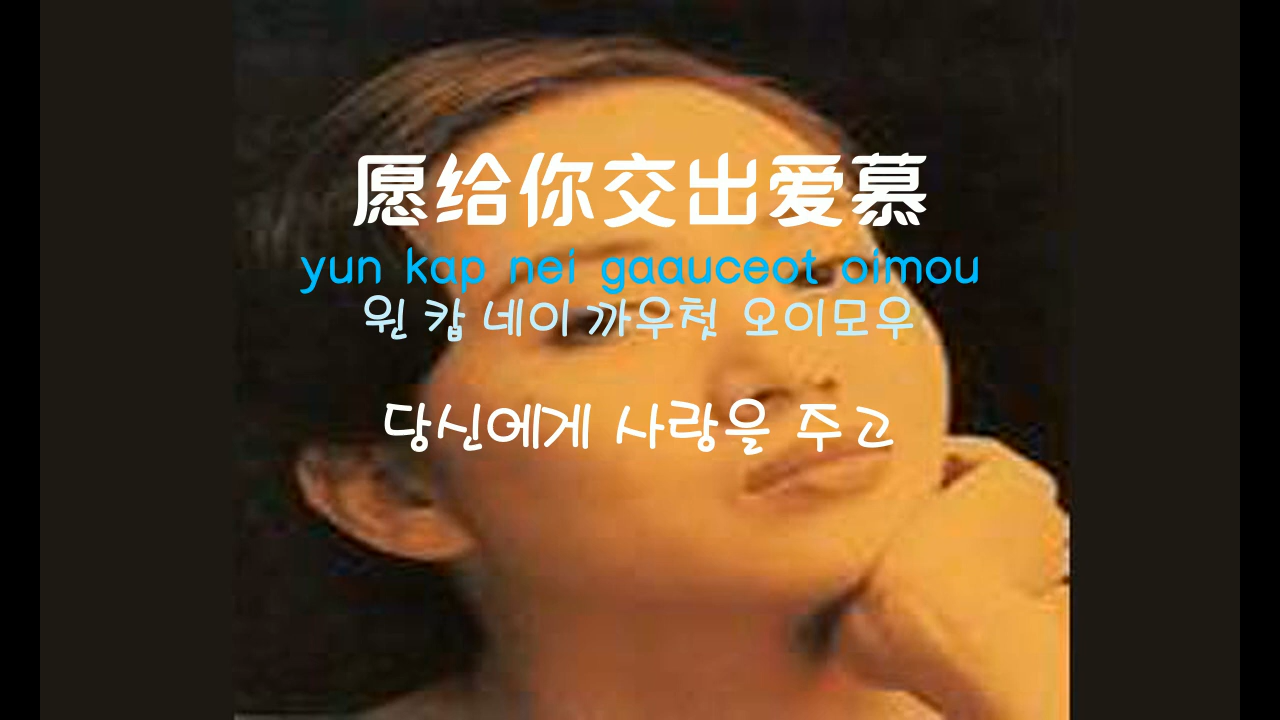 愿给你交出爱慕
yun kap nei gaauceot oimou
윈 캅 네이 까우첫 오이모우
당신에게 사랑을 주고